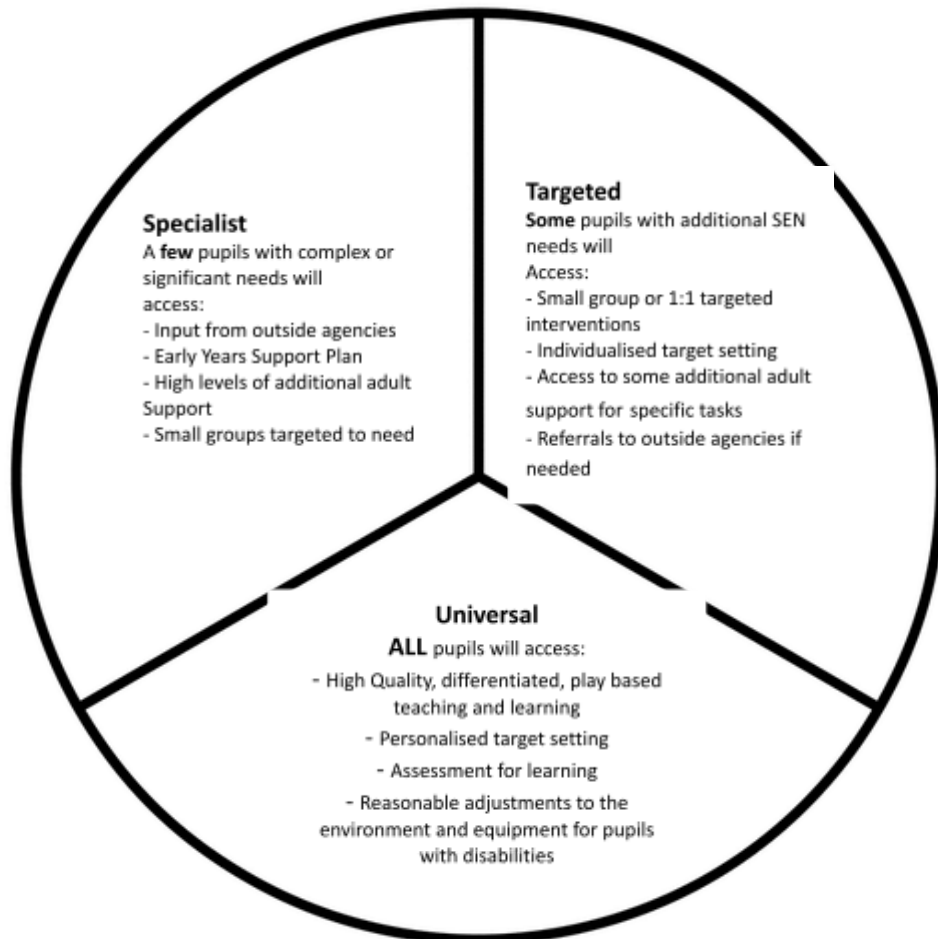 Specialist
A few pupils with complex or
significant needs will
access:
- Input from outside agencies
- Early Years Support Plan
- High levels of additional adult
Support
- Small groups targeted to need
Targeted
Some pupils with additional SEN
needs will
Access:
- Small group or 1:1 targeted
interventions
- Individualised target setting
- Access to some additional adult
support for specific tasks
- Referrals to outside agencies if
needed
Universal
ALL pupils will access:
- High Quality, differentiated, play based
teaching and learning
- Personalised target setting
- Assessment for learning
- Reasonable adjustments to the
environment and equipment for pupils
with disabilities